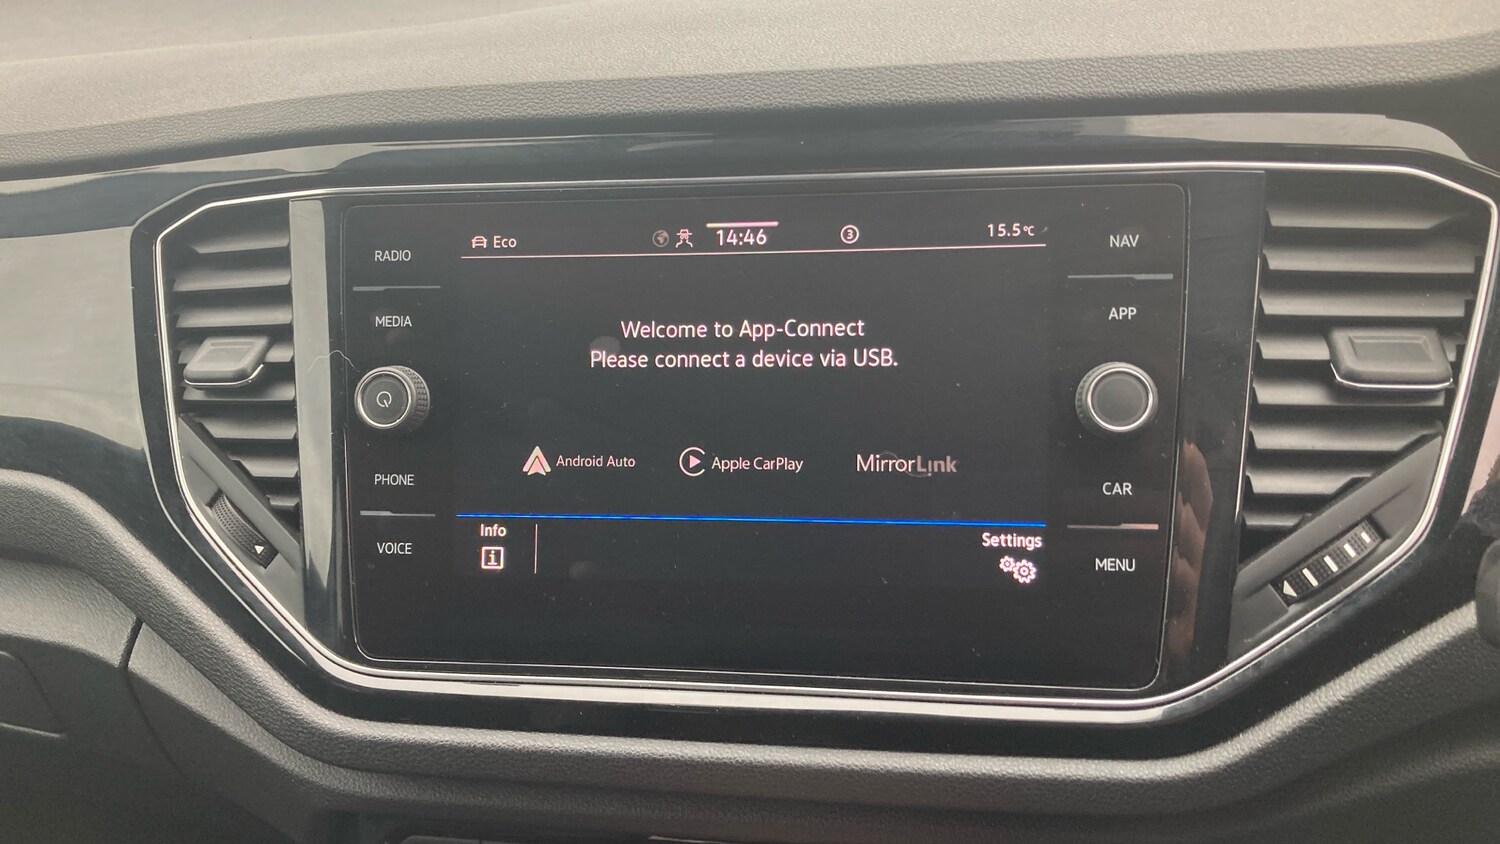 RADIO
MEDIA
PHONE
VOICE
Eco
14:46
3
15.5°C
Welcome to App-Connect
Please connect a device via USB.
Android Auto
Apple CarPlay
MirrorLink
Info
i
Settings
NAV
APP
CAR
MENU